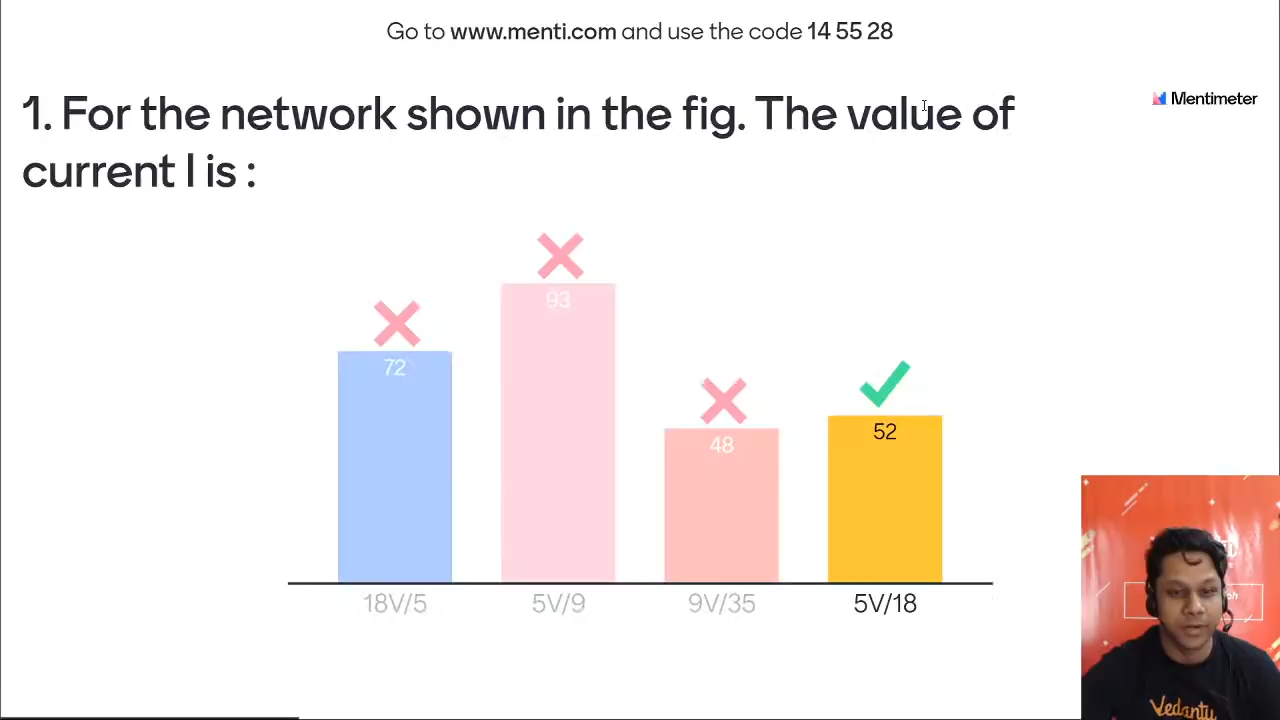 Go to www.menti.com and use the code 14 55 28
1. For the network shown in the fig. The value of
current I is :
Mentimeter
72
93
48
52
18V/5
5V/9
9V/35
5V/18
Vedantu